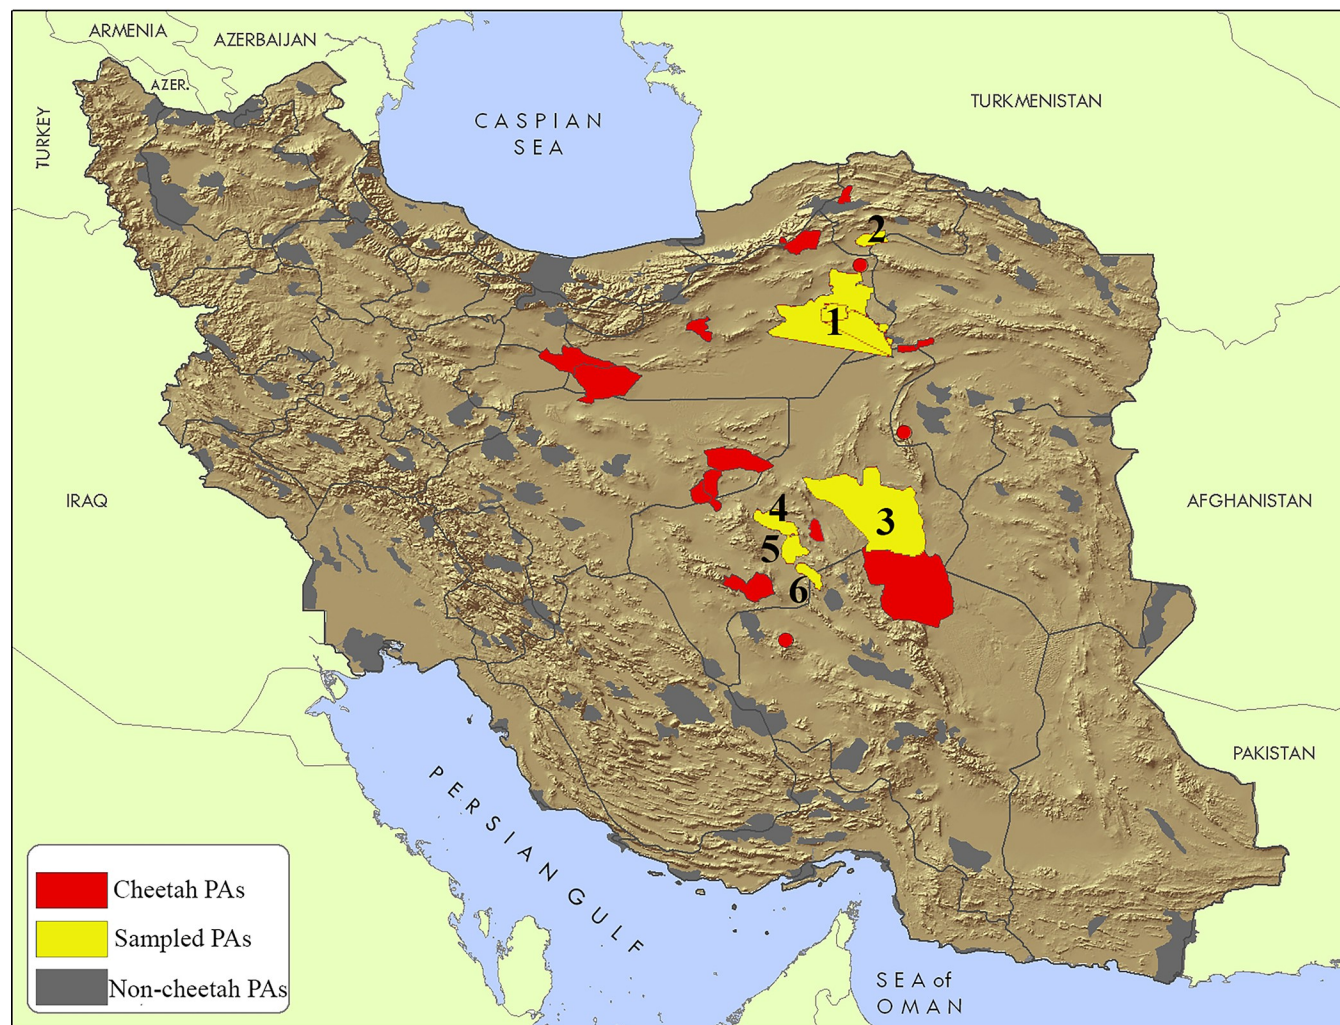 ARMENIA
AZERBAIJAN
AZER.
TURKEY
CASPIAN
SEA
TURKMENISTAN
2
1
IRAQ
AFGHANISTAN
4
3
5
6
PAKISTAN
PERSIAN GULF
SEA of
OMAN
Cheetah PAs
Sampled PAs
Non-cheetah PAs